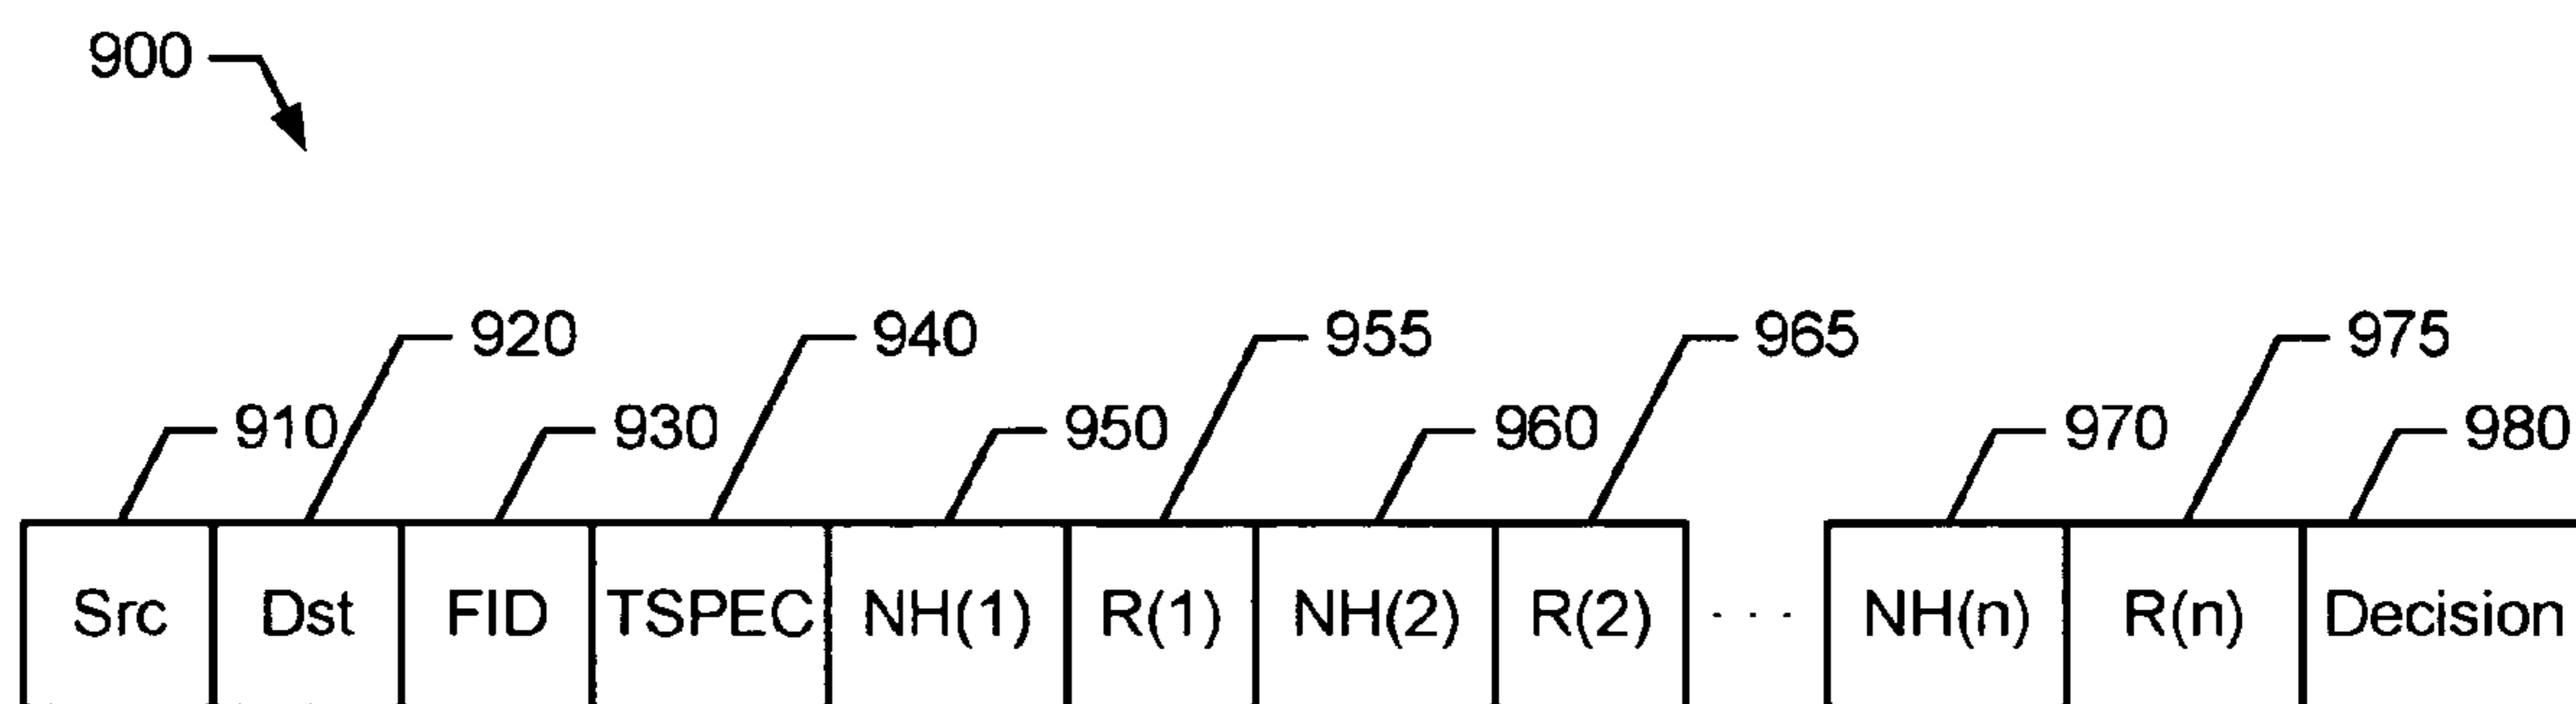 900
920 940 955 965 975
910 930 950 960 970 980
Src Dst FID TSPEC NH(1) R(1) NH(2) R(2) . . . NH(n) R(n) Decision